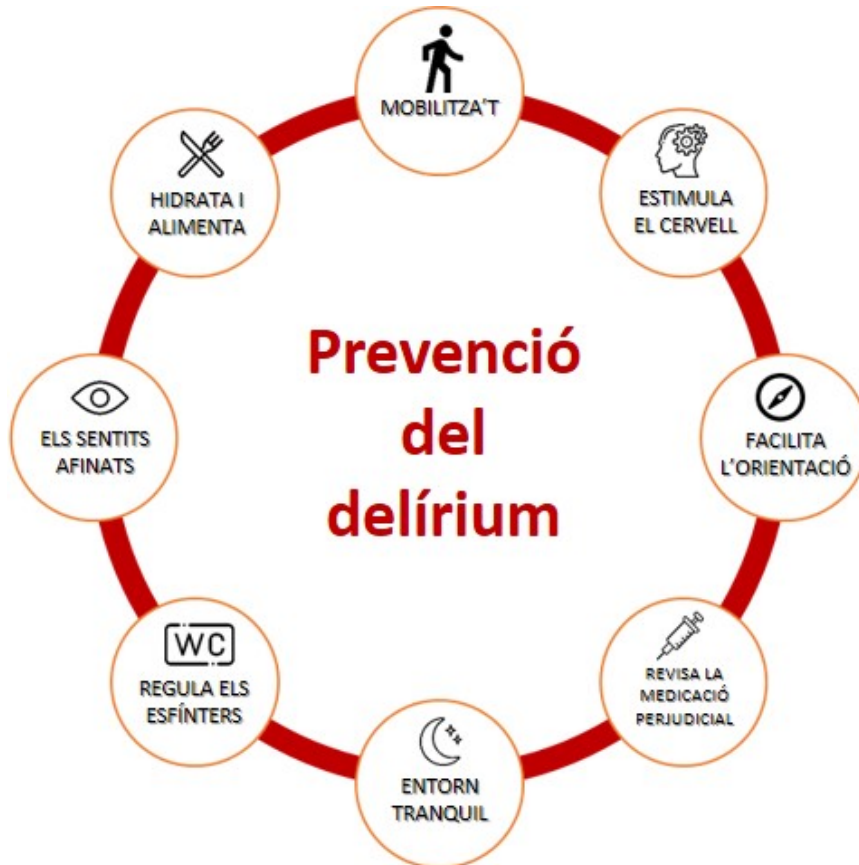 MOBILITZA'T
ESTIMULA
EL CERVELL
FACILITA
L'ORIENTACIÓ
REVISA LA
MEDICACIÓ
PERJUDICIAL
ENTORN
TRANQUIL
WC
REGULA ELS
ESFÍNTERS
ELS SENTITS
AFINATS
HIDRATA I
ALIMENTA
Prevenció
del
delírium